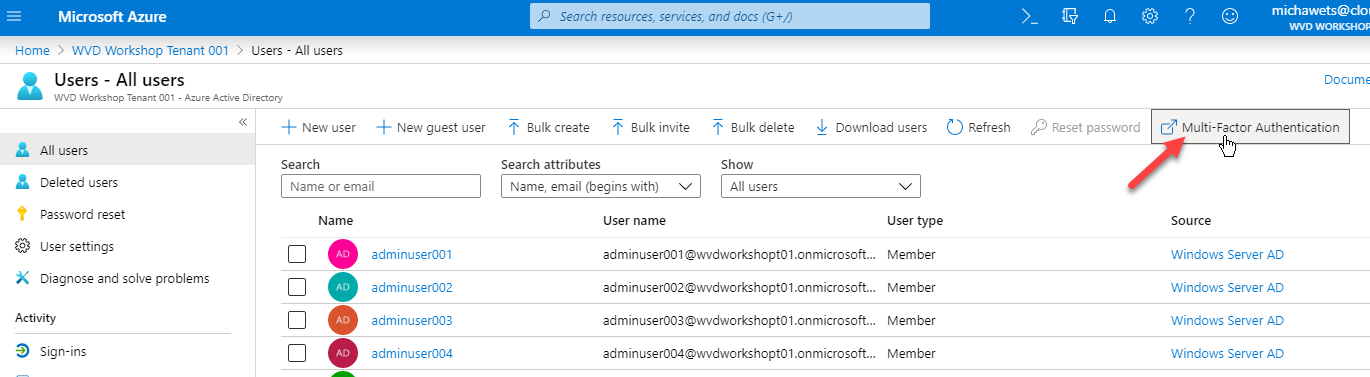 Microsoft Azure
Search resources, services, and docs (G+/)
michawets@clou
WVD WORKSHOP
Home > WVD Workshop Tenant 001 > Users - All users
Users - All users
WVD Workshop Tenant 001 - Azure Active Directory
Docume
«
All users
Deleted users
Password reset
User settings
Diagnose and solve problems
Activity
Sign-ins
New user
New guest user
Bulk create
Bulk invite
Bulk delete
Download users
Refresh
Reset password
Multi-Factor Authentication
Search
Name or email
Search attributes
Name, email (begins with)
Show
All users
Name User name User type Source
AD adminuser001 adminuser001@wvdworkshopt01.onmicrosoft... Member Windows Server AD
AD adminuser002 adminuser002@wvdworkshopt01.onmicrosoft... Member Windows Server AD
AD adminuser003 adminuser003@wvdworkshopt01.onmicrosoft... Member Windows Server AD
AD adminuser004 adminuser004@wvdworkshopt01.onmicrosoft... Member Windows Server AD